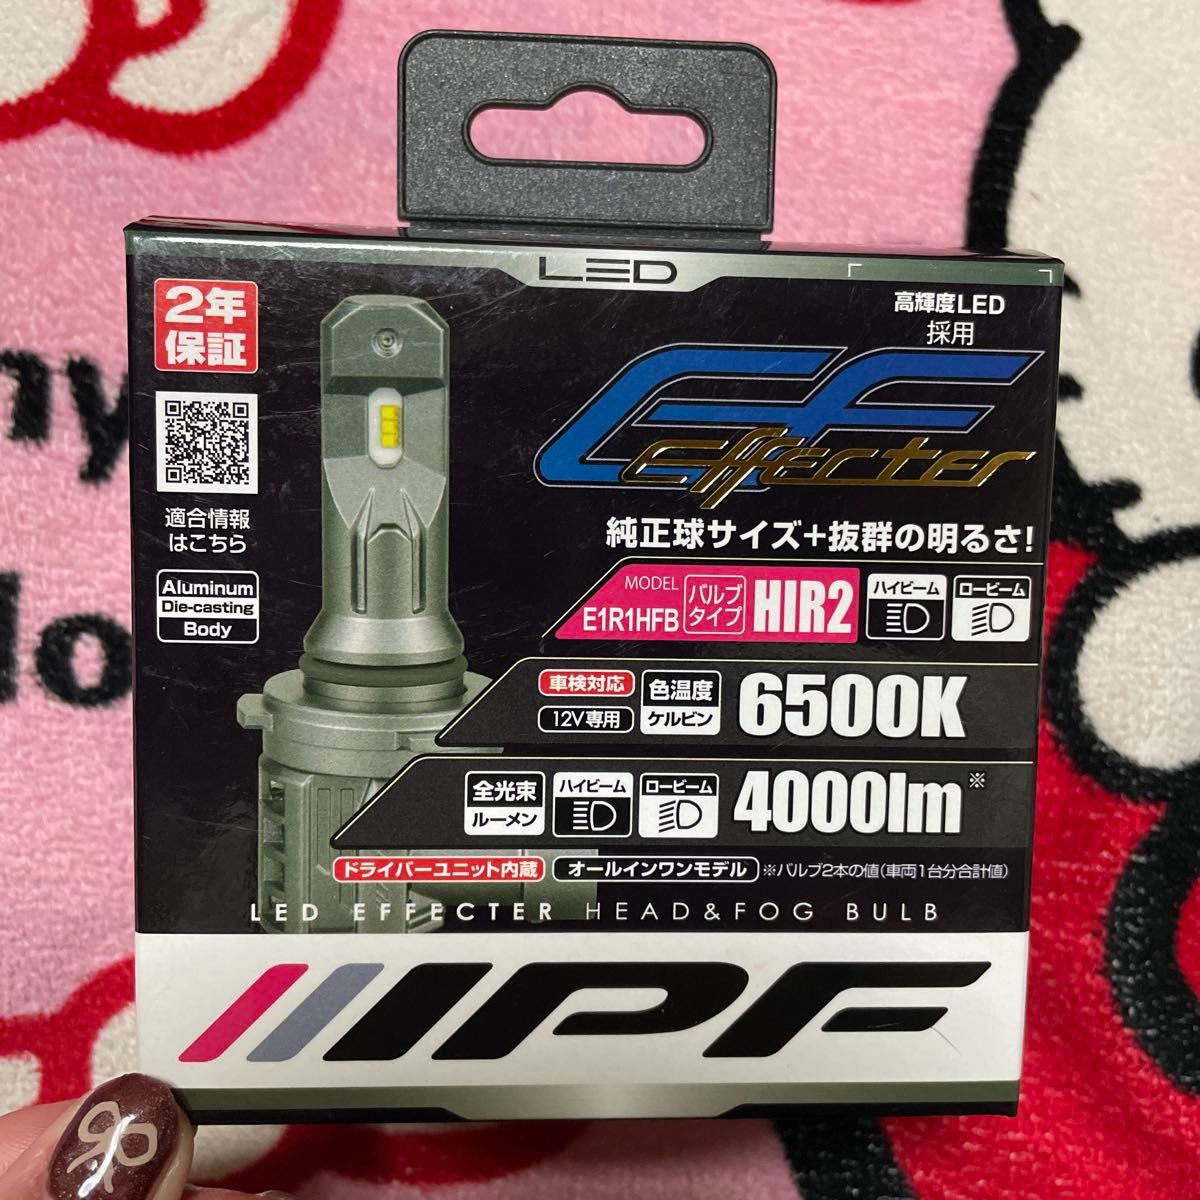 LED
2年
保証
高輝度LED
採用
EF
Effecter
適合情報
はこちら
純正球サイズ+抜群の明るさ!
Aluminum
Die-casting
Body
MODEL
E1R1HFB
バルブ
タイプ
HIR2
ハイビーム
ロービーム
車検対応
12V専用
色温度
ケルビン
6500K
全光束
ルーメン
ハイビーム
ロービーム
4000lm※
ドライバーユニット内蔵 オールインワンモデル ※バルブ2本の値(車両1台分合計値)
LED EFFECTER HEAD&FOG BULB
IPF
ny
lo